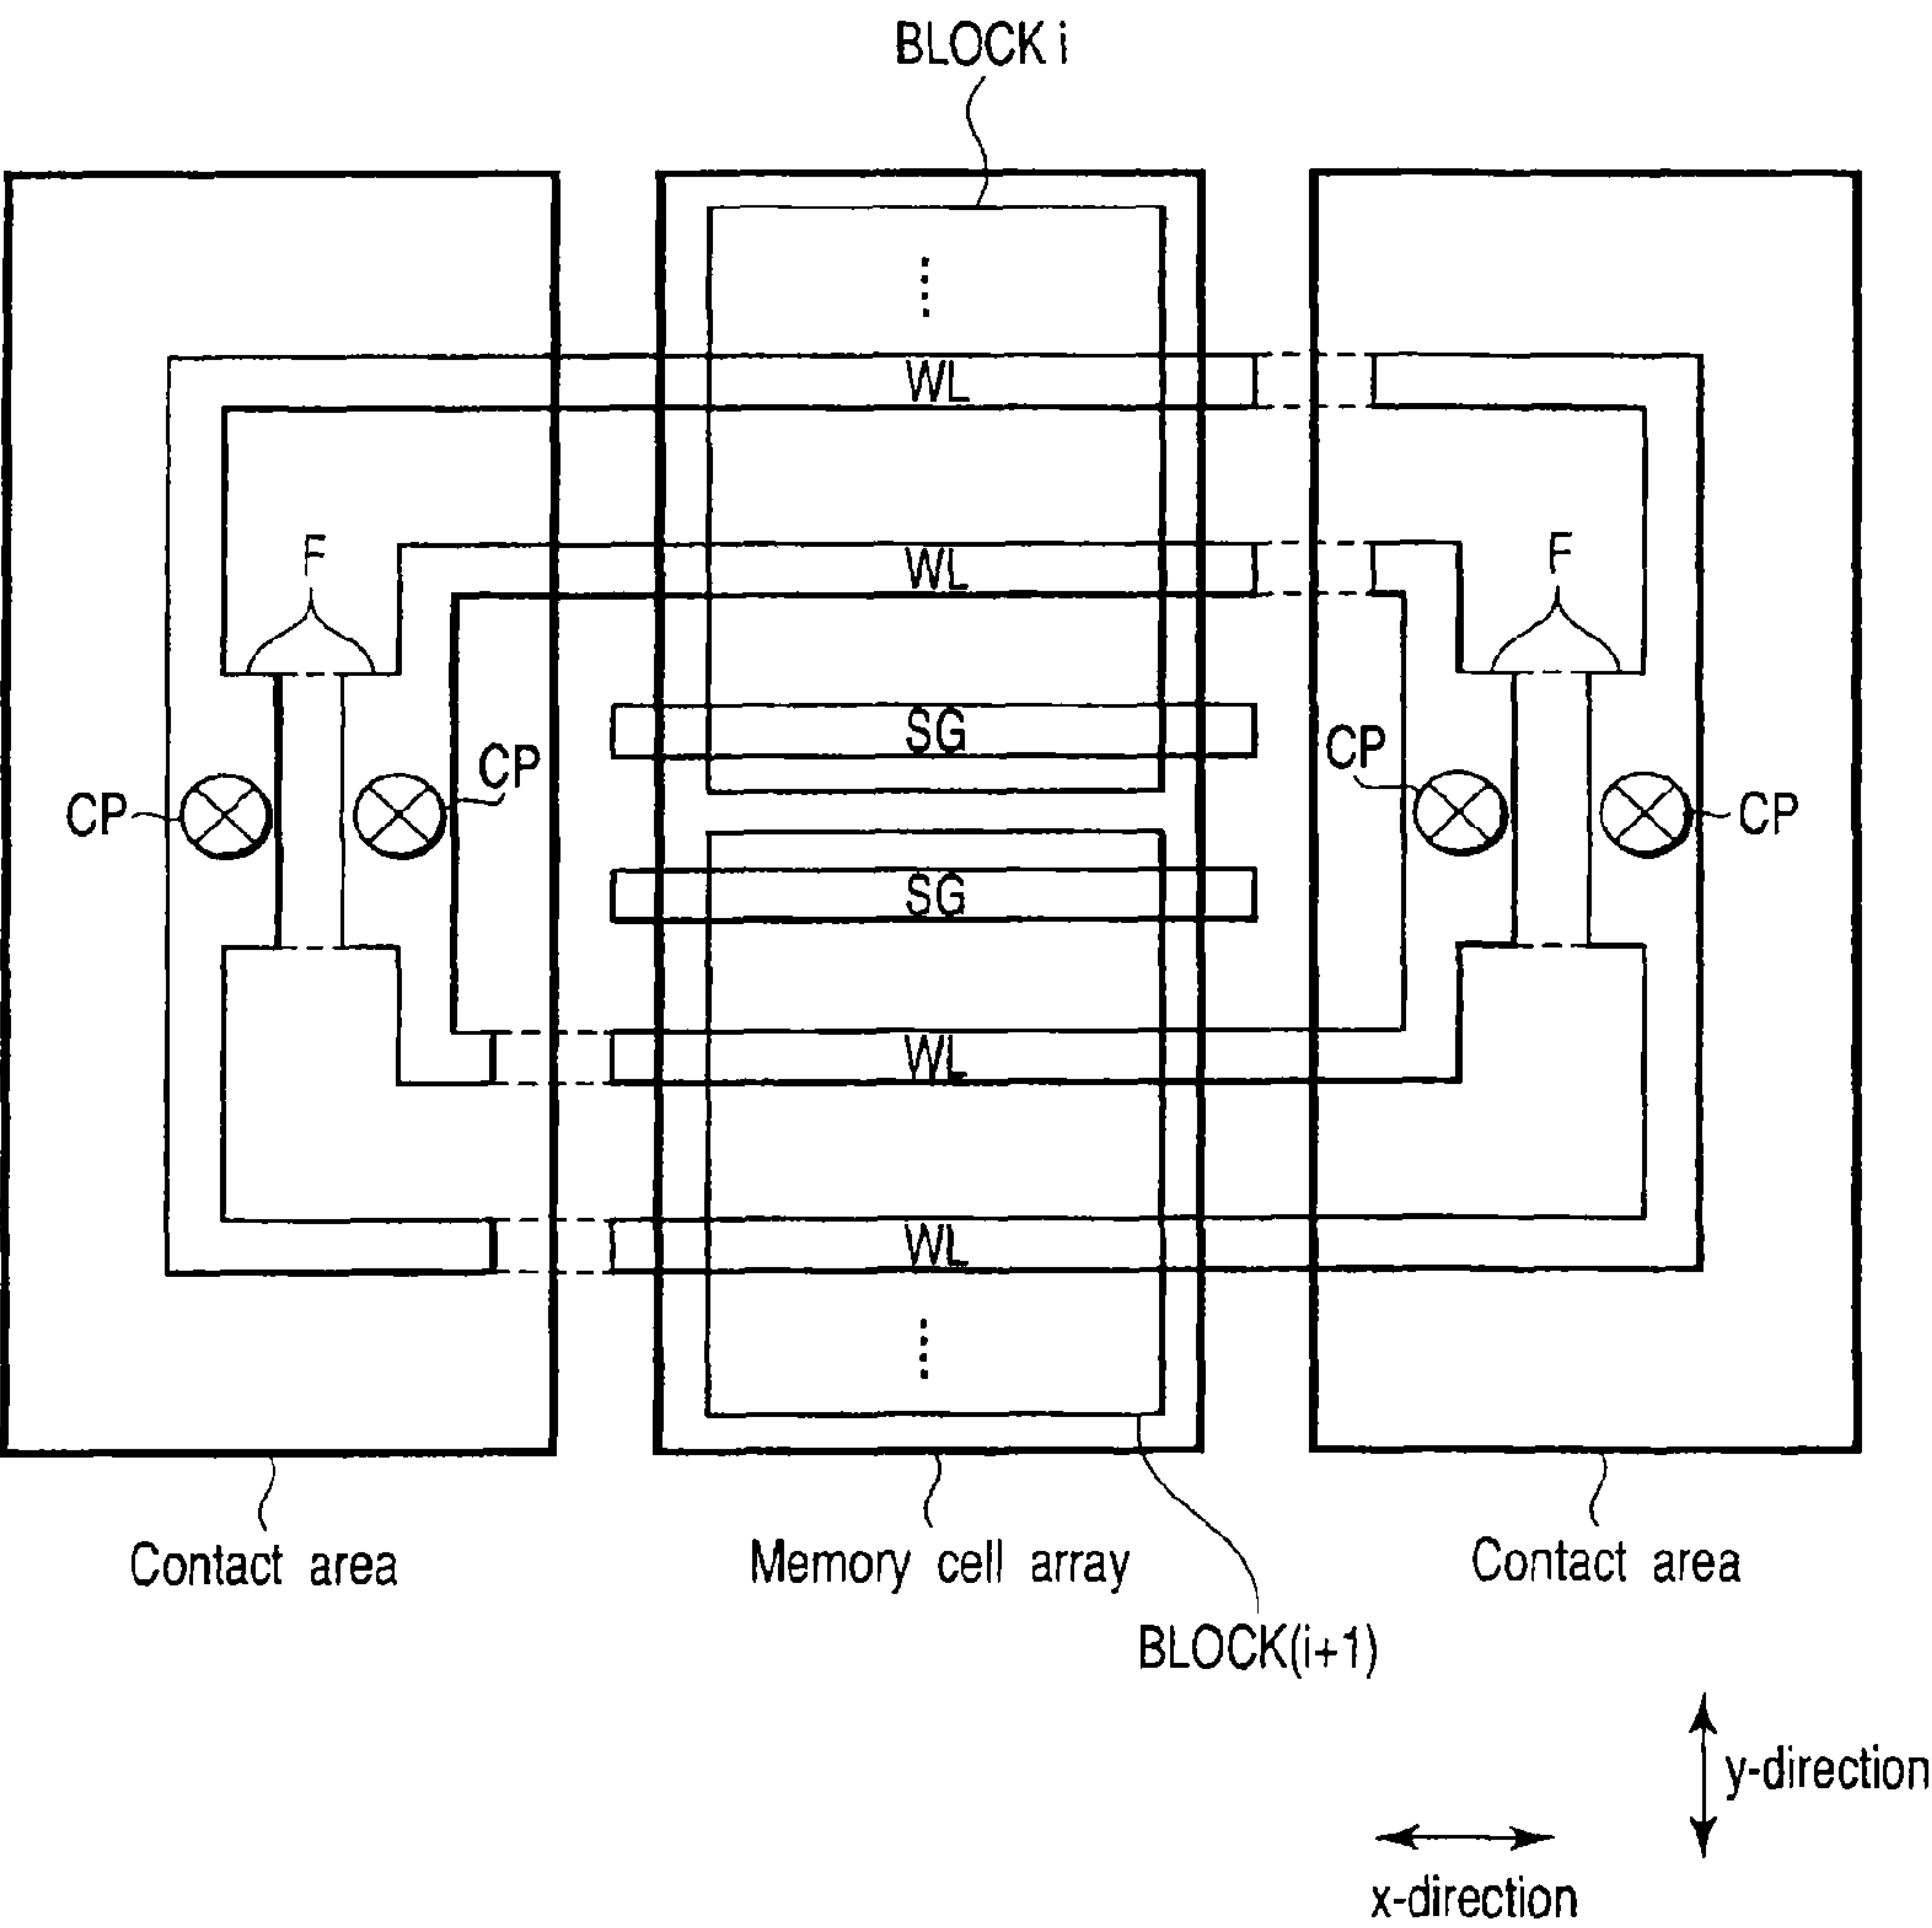 BLOCK i
WL
WL
F
F
SG
CP
CP
CP
CP
SG
WL
WL
Contact area
Memory cell array
Contact area
BLOCK(i+1)
y-direction
x-direction